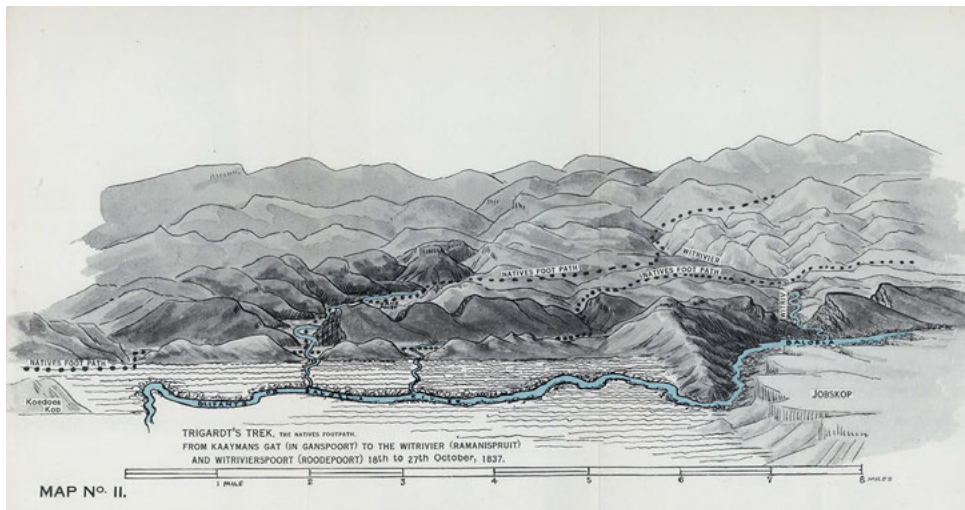 WITRIVIER
NATIVES FOOT PATH
NATIVES FOOT PATH
NATIVES FOOT PATH
BALOELA
Koedoes
Kop
OLIFANTS
JOBSKOP
TRIGARDT'S TREK, THE NATIVES FOOTPATH.
FROM KAAYMANS GAT (IN GANSPOORT) TO THE WITRIVIER (RAMANISPRUIT)
AND WITRIVIERSPOORT (ROODEPOORT) 18th to 27th October, 1837.
1 MILE 2 3 4 5 6 7 8 MILES
MAP No. II.